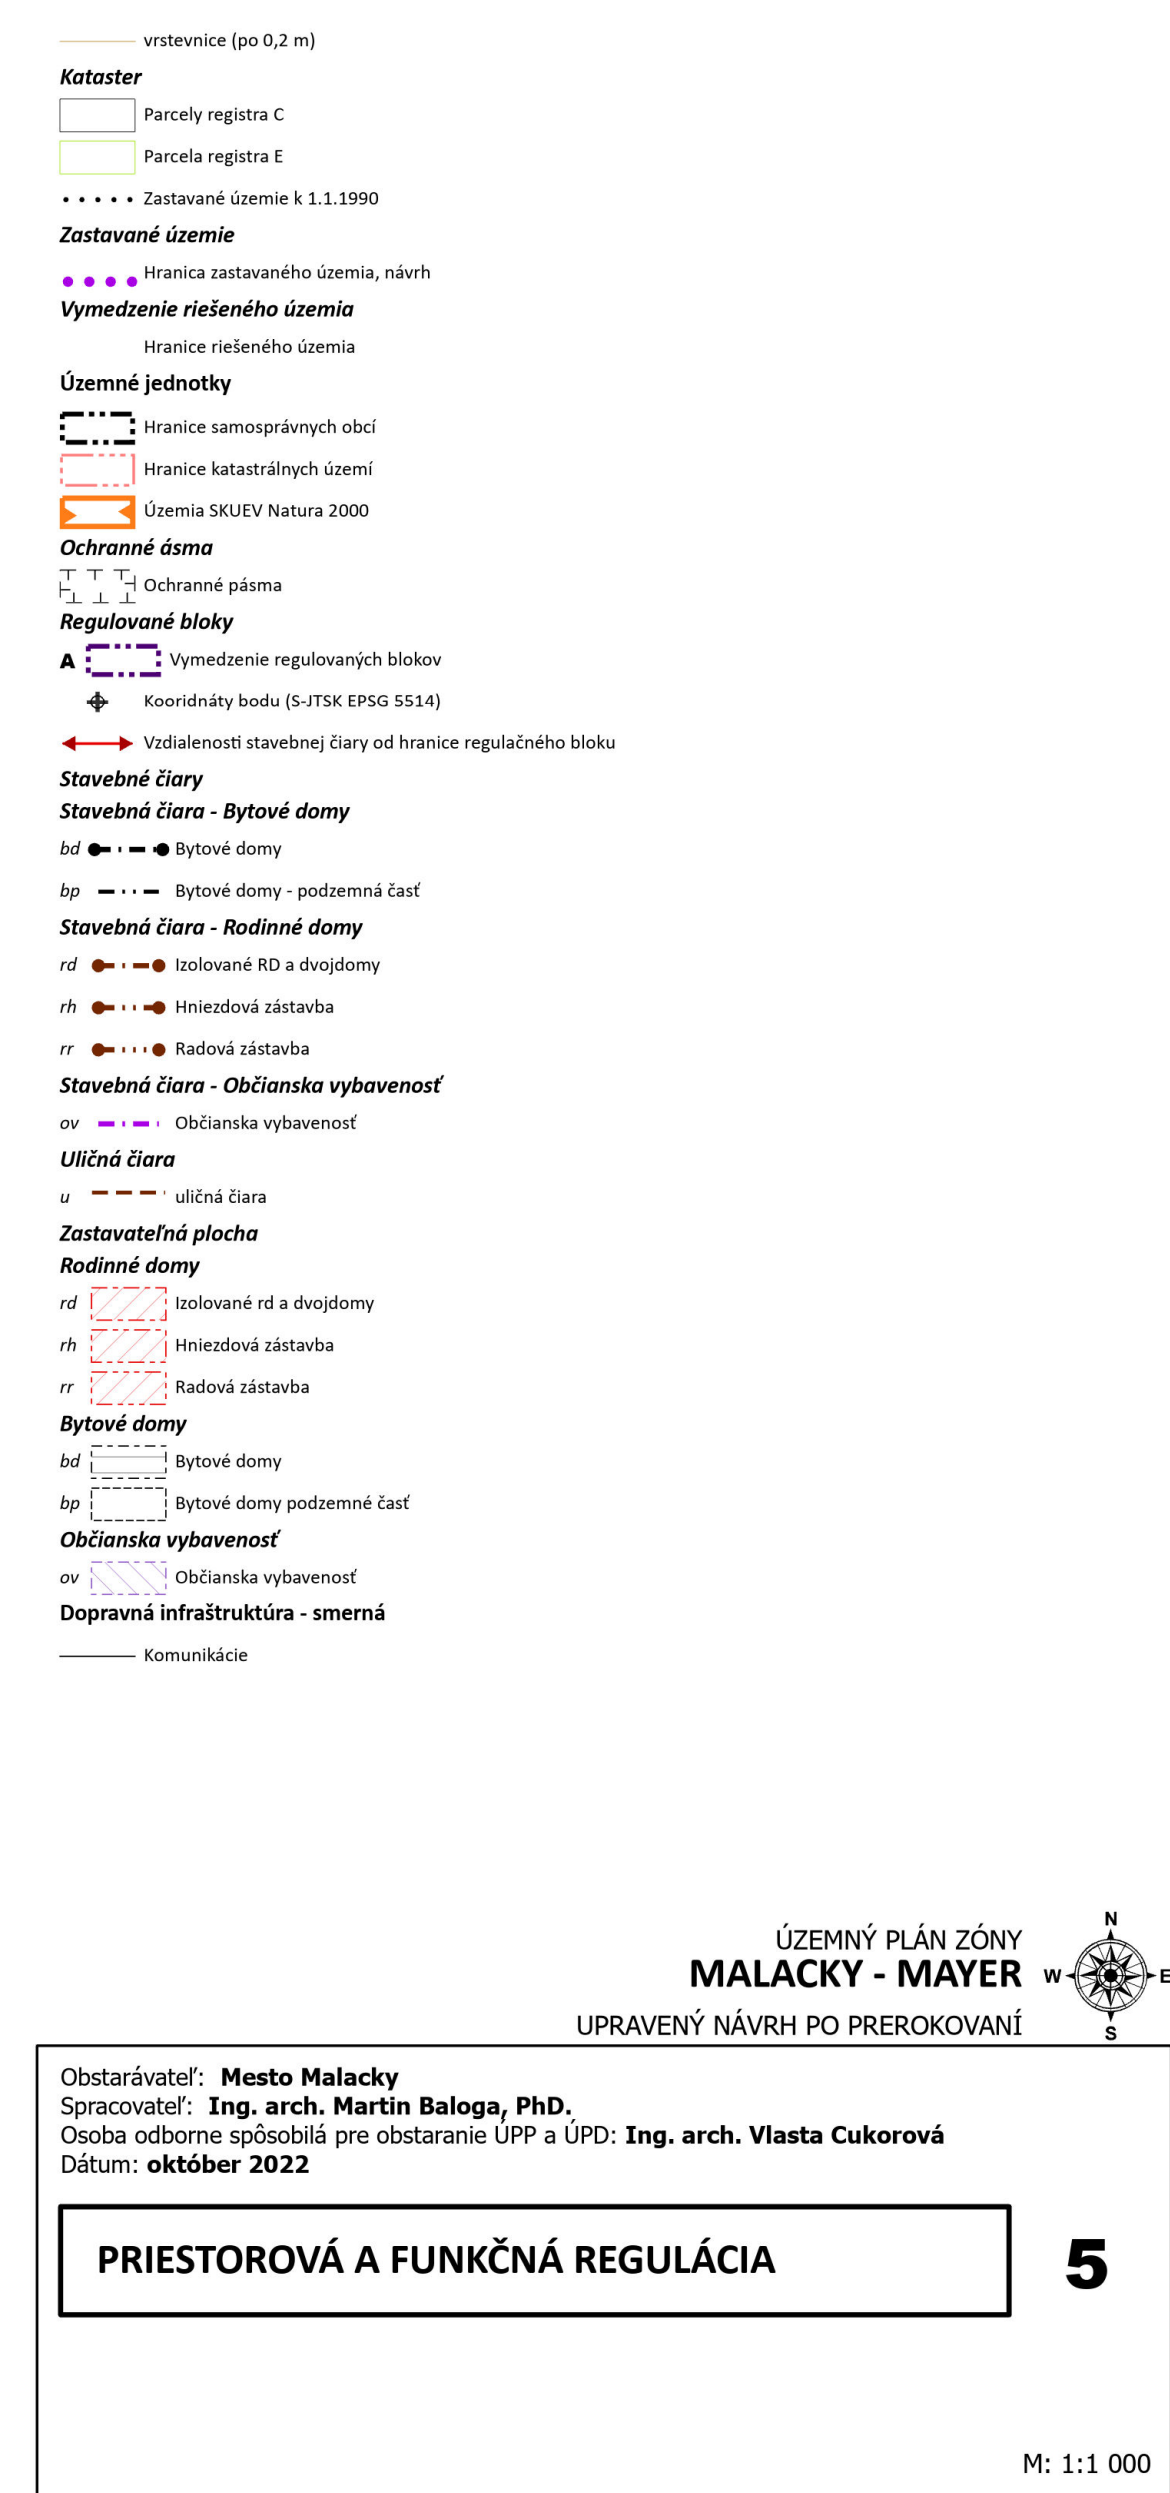 vrstevnice (po 0,2 m)
Kataster
Parcely registra C
Parcela registra E
Zastavané územie k 1.1.1990
Zastavané územie
Hranica zastavaného územia, návrh
Vymedzenie riešeného územia
Hranice riešeného územia
Územné jednotky
Hranice samosprávnych obcí
Hranice katastrálnych území
Územia SKUEV Natura 2000
Ochranné ásma
Ochranné pásma
Regulované bloky
A Vymedzenie regulovaných blokov
Kooridnáty bodu (S-JTSK EPSG 5514)
Vzdialenosti stavebnej čiary od hranice regulačného bloku
Stavebné čiary
Stavebná čiara - Bytové domy
bd Bytové domy
bp Bytové domy - podzemná časť
Stavebná čiara - Rodinné domy
rd Izolované RD a dvojdomy
rh Hniezdová zástavba
rr Radová zástavba
Stavebná čiara - Občianska vybavenosť
ov Občianska vybavenosť
Uličná čiara
u uličná čiara
Zastavateľná plocha
Rodinné domy
rd Izolované rd a dvojdomy
rh Hniezdová zástavba
rr Radová zástavba
Bytové domy
bd Bytové domy
bp Bytové domy podzemné časť
Občianska vybavenosť
ov Občianska vybavenosť
Dopravná infraštruktúra - smerná
Komunikácie
N
ÚZEMNÝ PLÁN ZÓNY
MALACKY - MAYER
W E
UPRAVENÝ NÁVRH PO PREROKOVANÍ
S
Obstarávateľ: Mesto Malacky
Spracovateľ: Ing. arch. Martin Baloga, PhD.
Osoba odborne spôsobilá pre obstaranie ÚPP a ÚPD: Ing. arch. Vlasta Cukorová
Dátum: október 2022
PRIESTOROVÁ A FUNKČNÁ REGULÁCIA
5
M: 1:1 000